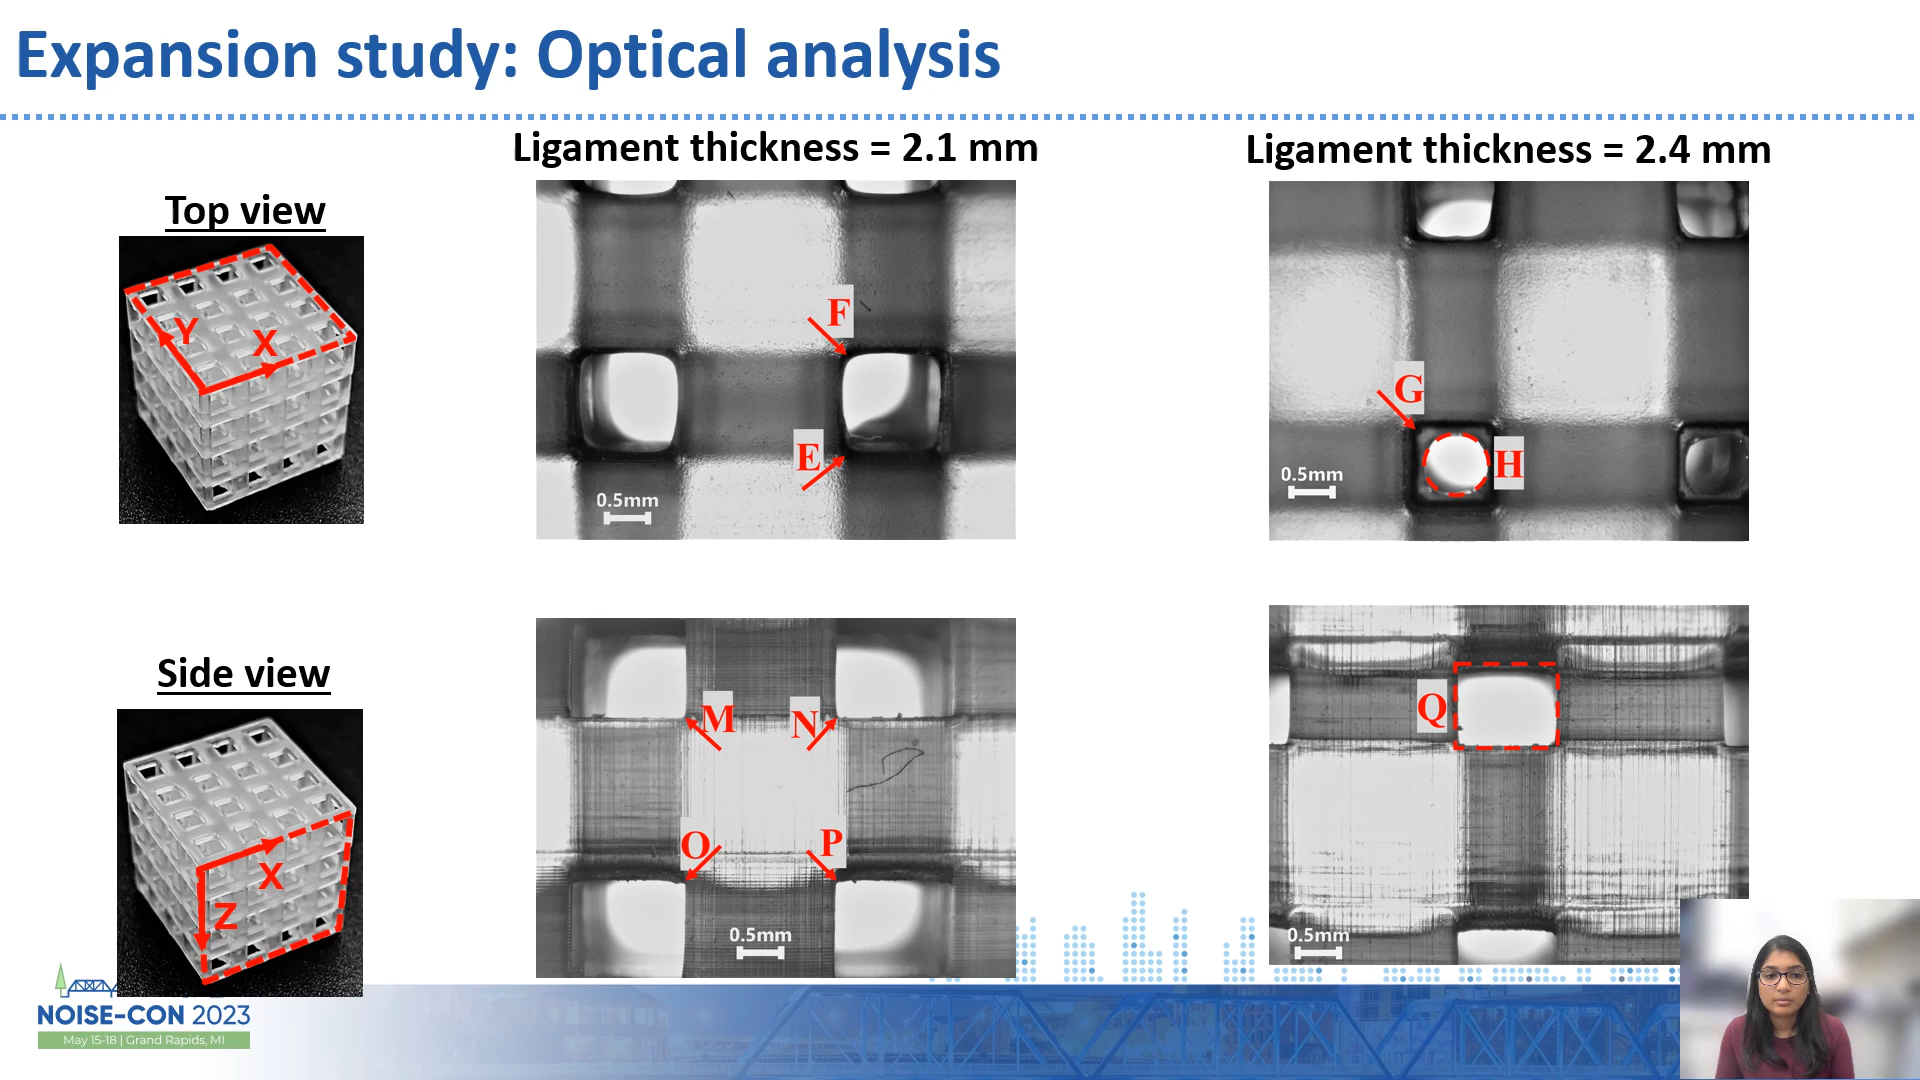 Expansion study: Optical analysis
Ligament thickness = 2.1 mm
Ligament thickness = 2.4 mm
Top view
Y
X
F
E
0.5mm
G
H
0.5mm
Side view
X
Z
M
N
O
P
0.5mm
Q
0.5mm
NOISE-CON 2023
May 15-18 | Grand Rapids, MI